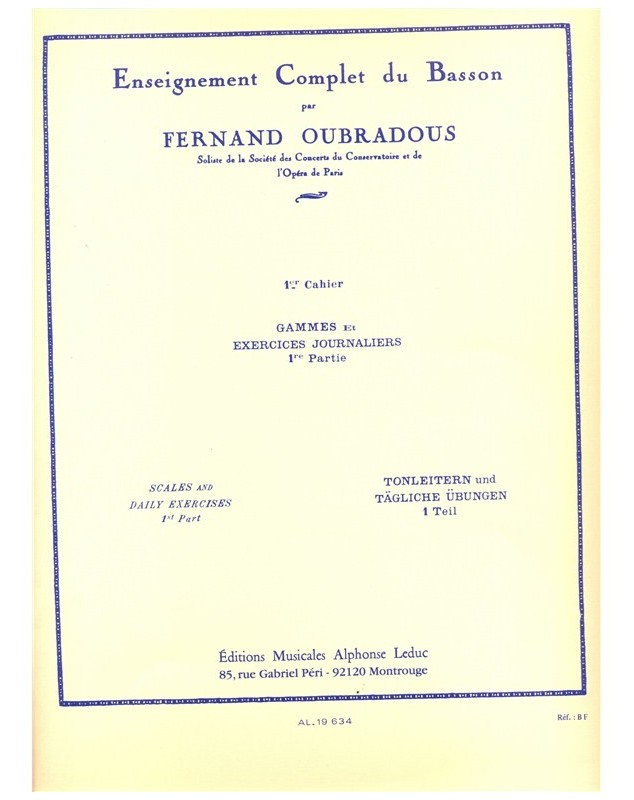 Enseignement Complet du Basson
par
FERNAND OUBRADOUS
Soliste de la Société des Concerts du Conservatoire et de
l'Opéra de Paris
1er Cahier
GAMMES Et
EXERCICES JOURNALIERS
1re Partie
SCALES AND
DAILY EXERCISES
1st Part
TONLEITERN und
TÄGLICHE ÜBUNGEN
1 Teil
Éditions Musicales Alphonse Leduc
85, rue Gabriel Péri - 92120 Montrouge
AL.19 634
Réf. : B F